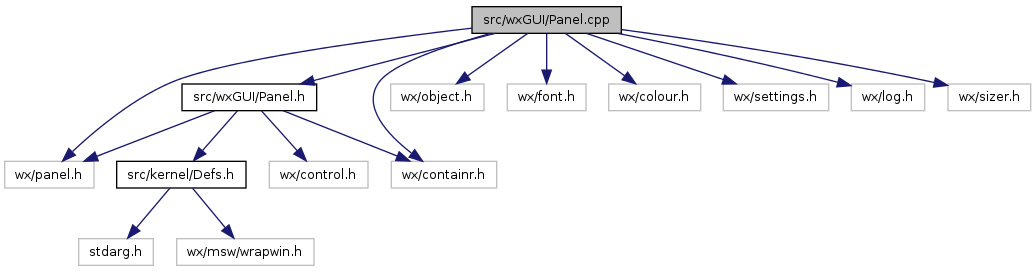 src/wxGUI/Panel.cpp
src/wxGUI/Panel.h
wx/object.h
wx/font.h
wx/colour.h
wx/settings.h
wx/log.h
wx/sizer.h
wx/panel.h
src/kernel/Defs.h
wx/control.h
wx/containr.h
stdarg.h
wx/msw/wrapwin.h